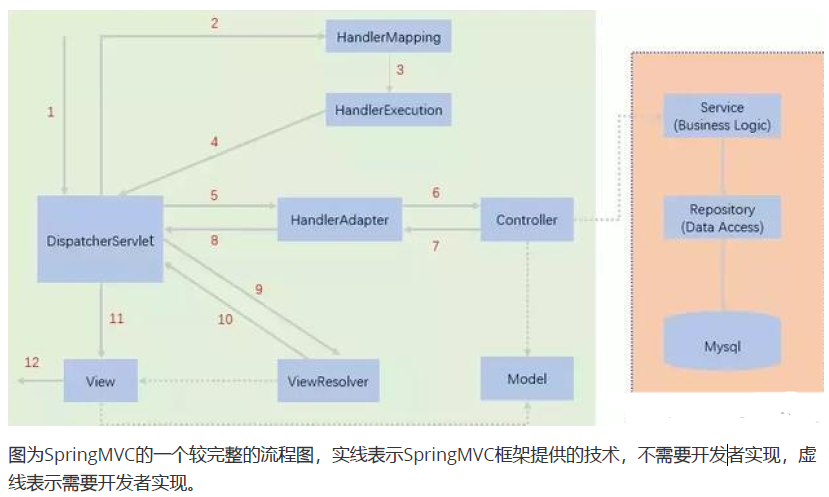 2
HandlerMapping
3
1
HandlerExecution
4
Service
(Business Logic)
5
6
DispatcherServlet
HandlerAdapter
Controller
8
7
Repository
(Data Access)
9
10
11
12
View
ViewResolver
Model
Mysql
图为SpringMVC的一个较完整的流程图，实线表示SpringMVC框架提供的技术，不需要开发者实现，虚
线表示需要开发者实现。